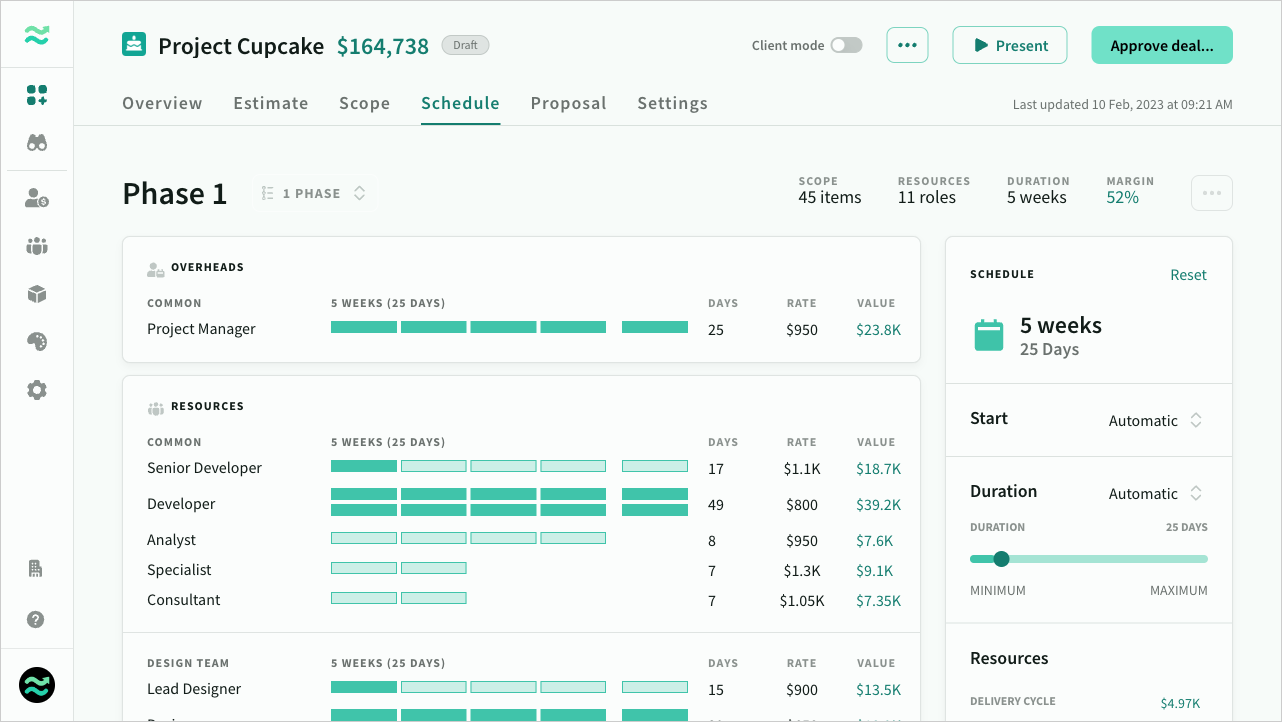 Project Cupcake $164,738 Draft
Client mode
Present
Approve deal...
Overview Estimate Scope Schedule Proposal Settings
Last updated 10 Feb, 2023 at 09:21 AM
Phase 1
1 PHASE
SCOPE RESOURCES DURATION MARGIN
45 items 11 roles 5 weeks 52%
OVERHEADS
COMMON 5 WEEKS (25 DAYS) DAYS RATE VALUE
Project Manager 25 $950 $23.8K
RESOURCES
COMMON 5 WEEKS (25 DAYS) DAYS RATE VALUE
Senior Developer 17 $1.1K $18.7K
Developer 49 $800 $39.2K
Analyst 8 $950 $7.6K
Specialist 7 $1.3K $9.1K
Consultant 7 $1.05K $7.35K
DESIGN TEAM 5 WEEKS (25 DAYS) DAYS RATE VALUE
Lead Designer 15 $900 $13.5K
SCHEDULE Reset
5 weeks
25 Days
Start Automatic
Duration Automatic
DURATION 25 DAYS
MINIMUM MAXIMUM
Resources
DELIVERY CYCLE $4.97K